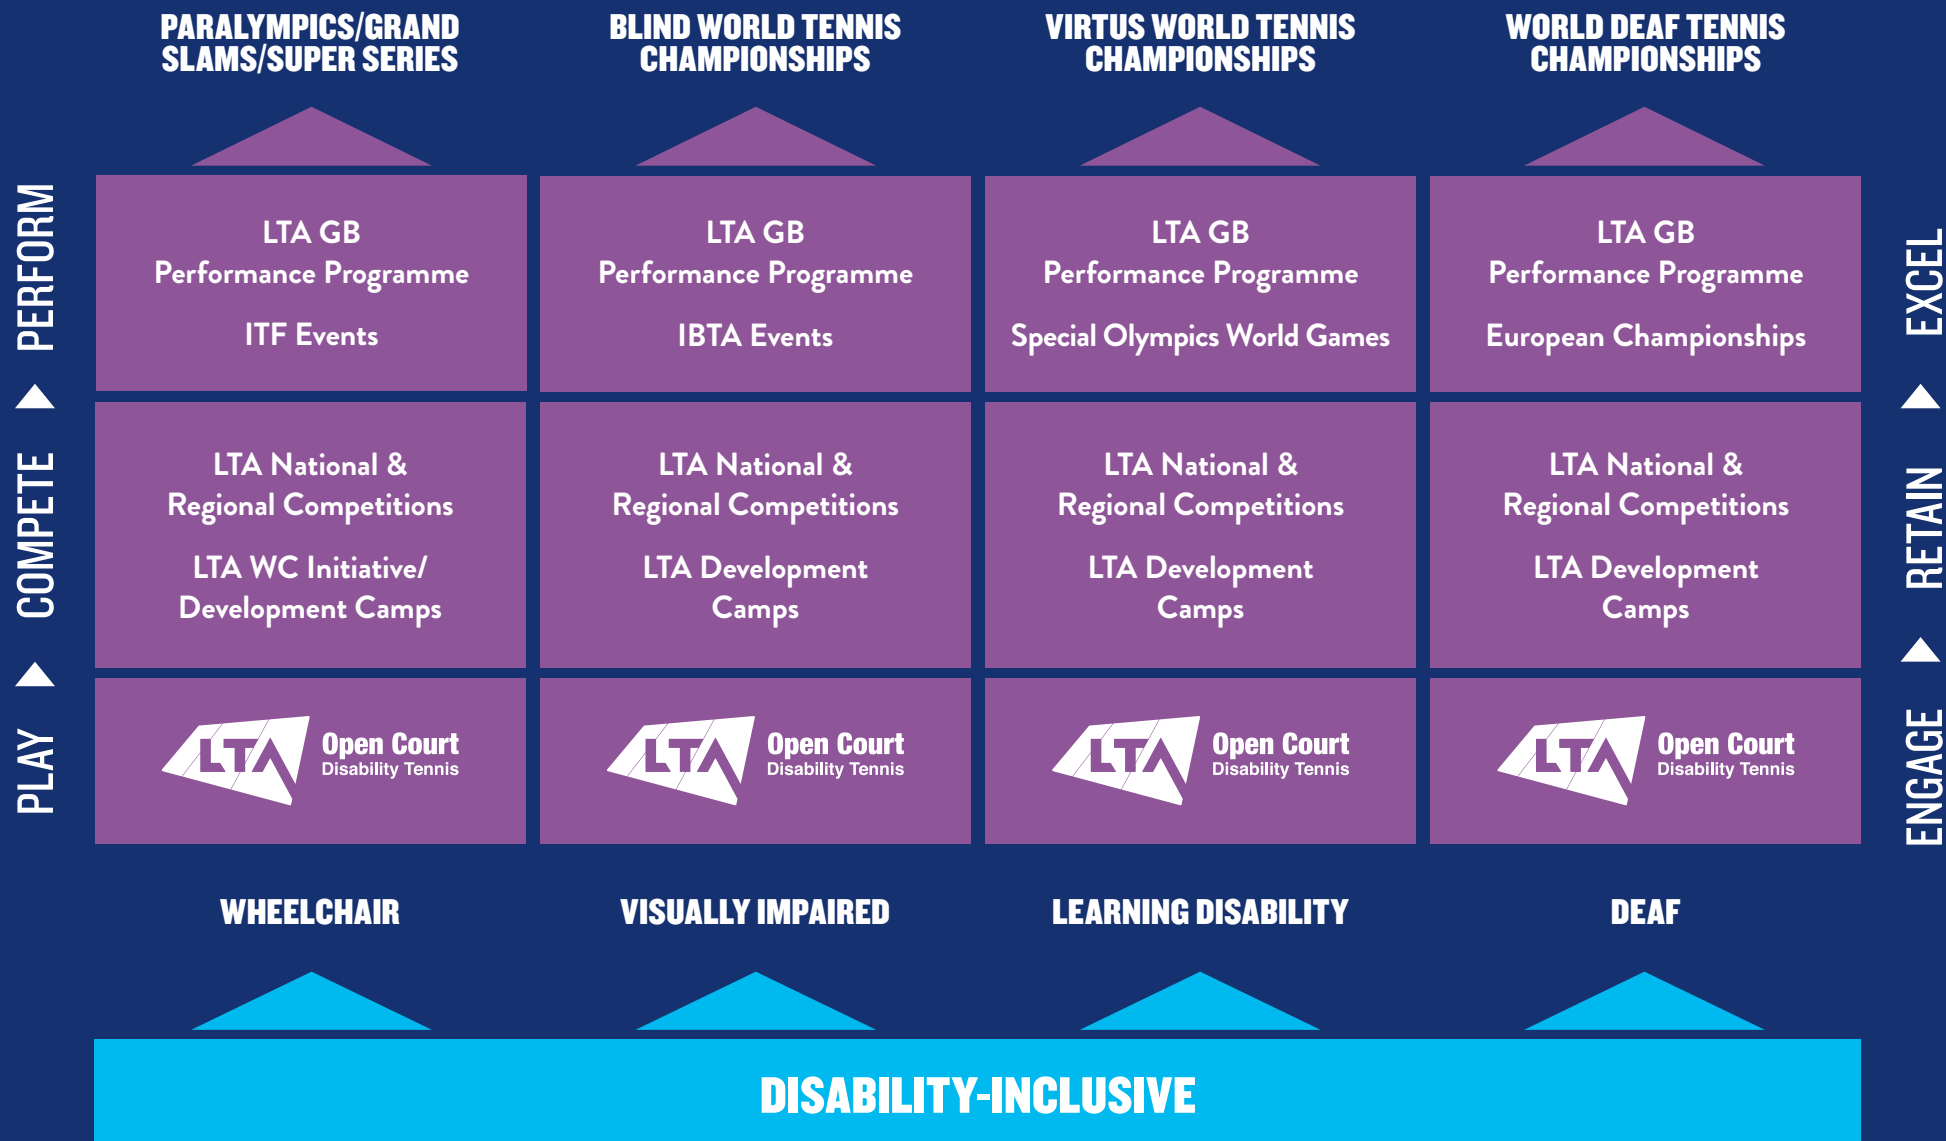 PARALYMPICS/GRAND
SLAMS/SUPER SERIES
BLIND WORLD TENNIS
CHAMPIONSHIPS
VIRTUS WORLD TENNIS
CHAMPIONSHIPS
WORLD DEAF TENNIS
CHAMPIONSHIPS
PERFORM
LTA GB
Performance Programme
ITF Events
LTA GB
Performance Programme
IBTA Events
LTA GB
Performance Programme
Special Olympics World Games
LTA GB
Performance Programme
European Championships
EXCEL
COMPETE
LTA National &
Regional Competitions
LTA WC Initiative/
Development Camps
LTA National &
Regional Competitions
LTA Development
Camps
LTA National &
Regional Competitions
LTA Development
Camps
LTA National &
Regional Competitions
LTA Development
Camps
RETAIN
PLAY
LTA
Open Court
Disability Tennis
LTA
Open Court
Disability Tennis
LTA
Open Court
Disability Tennis
LTA
Open Court
Disability Tennis
ENGAGE
WHEELCHAIR
VISUALLY IMPAIRED
LEARNING DISABILITY
DEAF
DISABILITY-INCLUSIVE